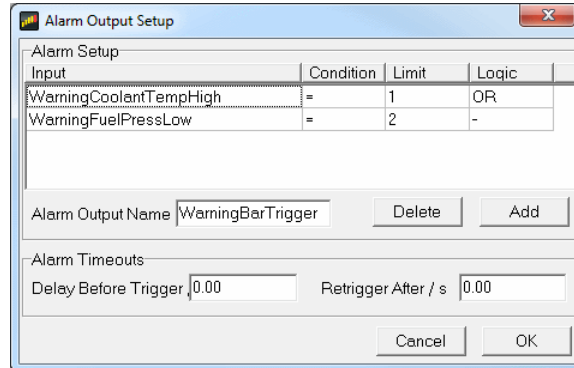 Alarm Output Setup
Alarm Setup
Input Condition Limit Logic
WarningCoolantTempHigh = 1 OR
WarningFuelPressLow = 2 -
Alarm Output Name WarningBarTrigger Delete Add
Alarm Timeouts
Delay Before Trigger , 0.00 Retrigger After / s 0.00
Cancel OK